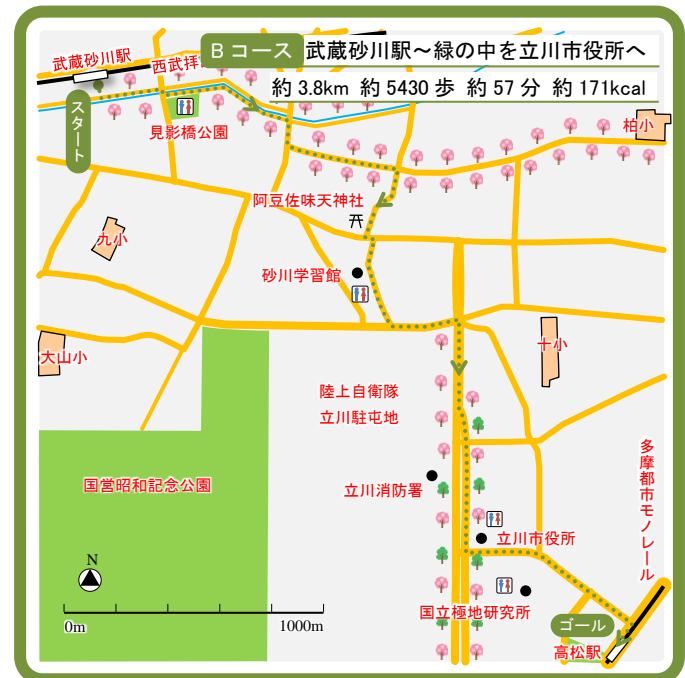 Bコース 武蔵砂川駅~緑の中を立川市役所へ
約 3.8km 約 5430 歩 約 57 分 約 171kcal
武蔵砂川駅
西武拝
スタート
見影橋公園
柏小
阿豆佐味天神社
九小
砂川学習館
大山小
十小
陸上自衛隊
立川駐屯地
多摩都市モノレール
国営昭和記念公園
立川消防署
立川市役所
N
国立極地研究所
0m 1000m
ゴール
高松駅